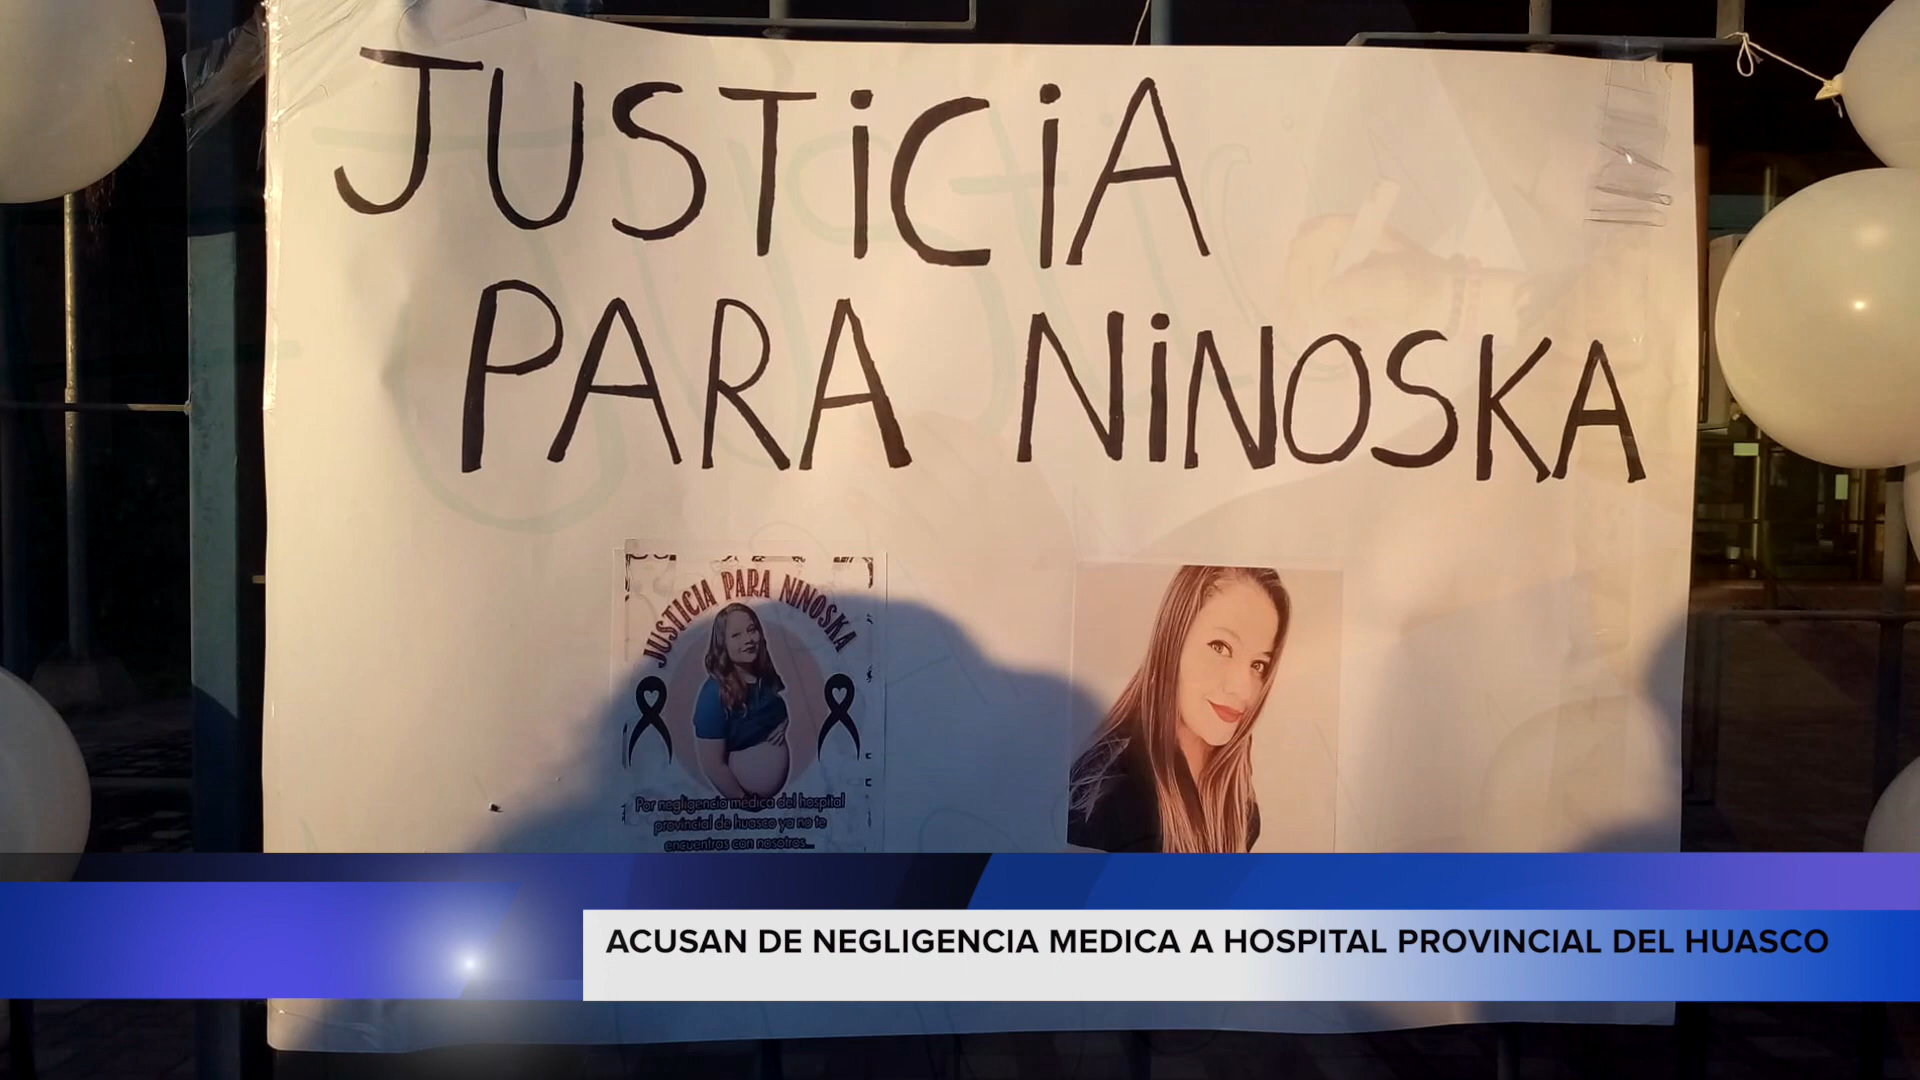 JUSTiCiA
PARA NiNOSKA
JUSTICIA PARA NINOSKA
Por negligencia médica del hospital
provincial de huasco ya no te
encuentras con nosotros...
ACUSAN DE NEGLIGENCIA MEDICA A HOSPITAL PROVINCIAL DEL HUASCO